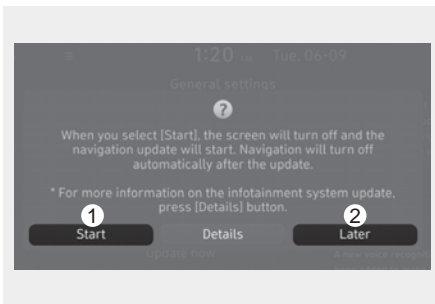 1:20 AM Tue. 06-09
General settings
?
When you select [Start], the screen will turn off and the
navigation update will start. Navigation will turn off
automatically after the update.
* For more information on the infotainment system update,
press [Details] button.
1 2
Start Details Later
Update now